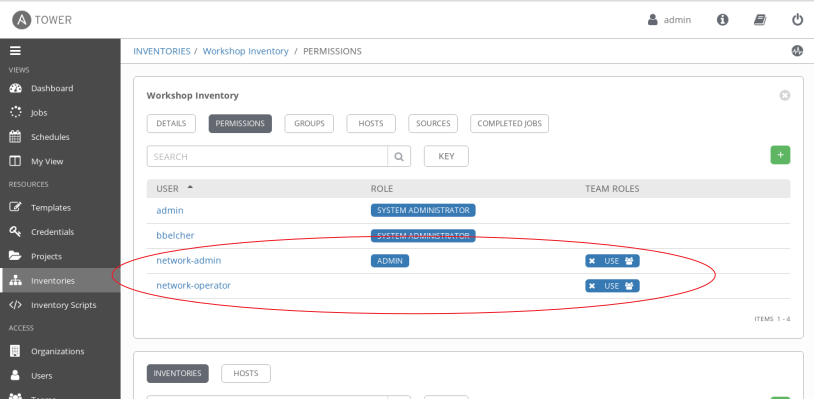 A TOWER
admin
INVENTORIES / Workshop Inventory / PERMISSIONS
VIEWS
Dashboard
Jobs
Schedules
My View
RESOURCES
Templates
Credentials
Projects
Inventories
Inventory Scripts
ACCESS
Organizations
Users
Teams
Workshop Inventory
DETAILS PERMISSIONS GROUPS HOSTS SOURCES COMPLETED JOBS
SEARCH KEY
USER ROLE TEAM ROLES
admin SYSTEM ADMINISTRATOR
bbelcher SYSTEM ADMINISTRATOR
network-admin ADMIN USE
network-operator USE
ITEMS 1 - 4
INVENTORIES HOSTS